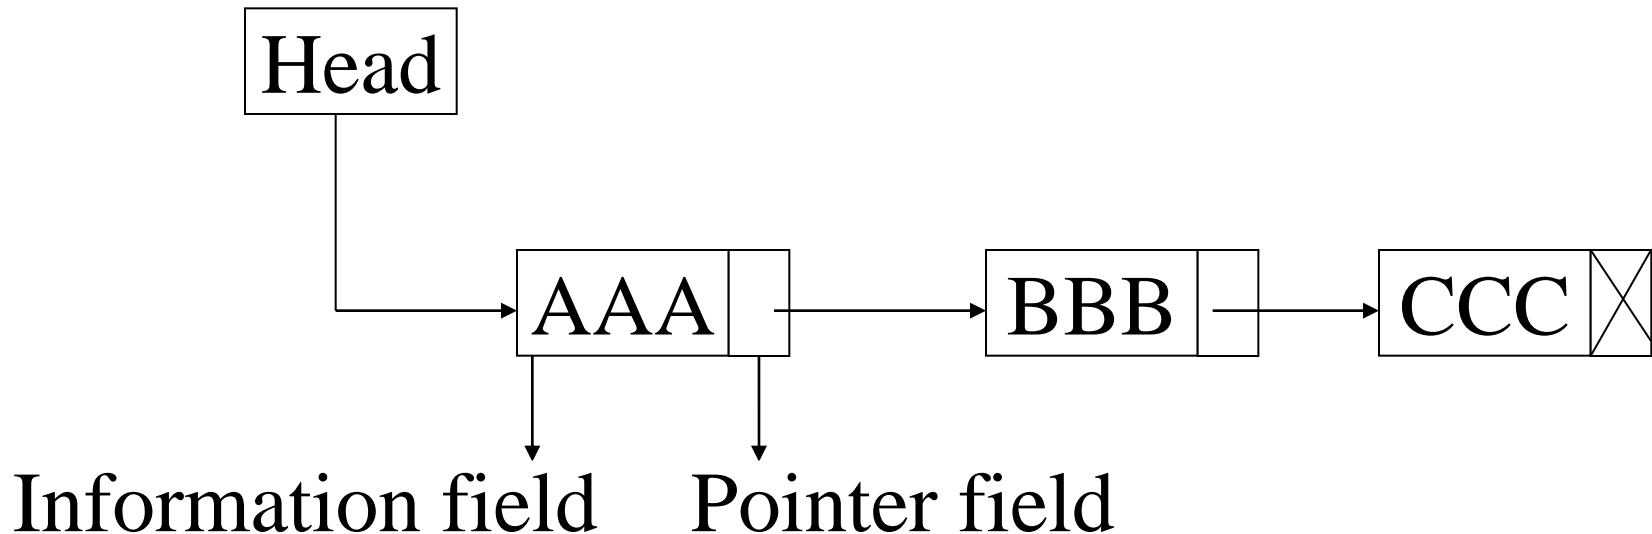 Head
AAA BBB CCC
Information field Pointer field